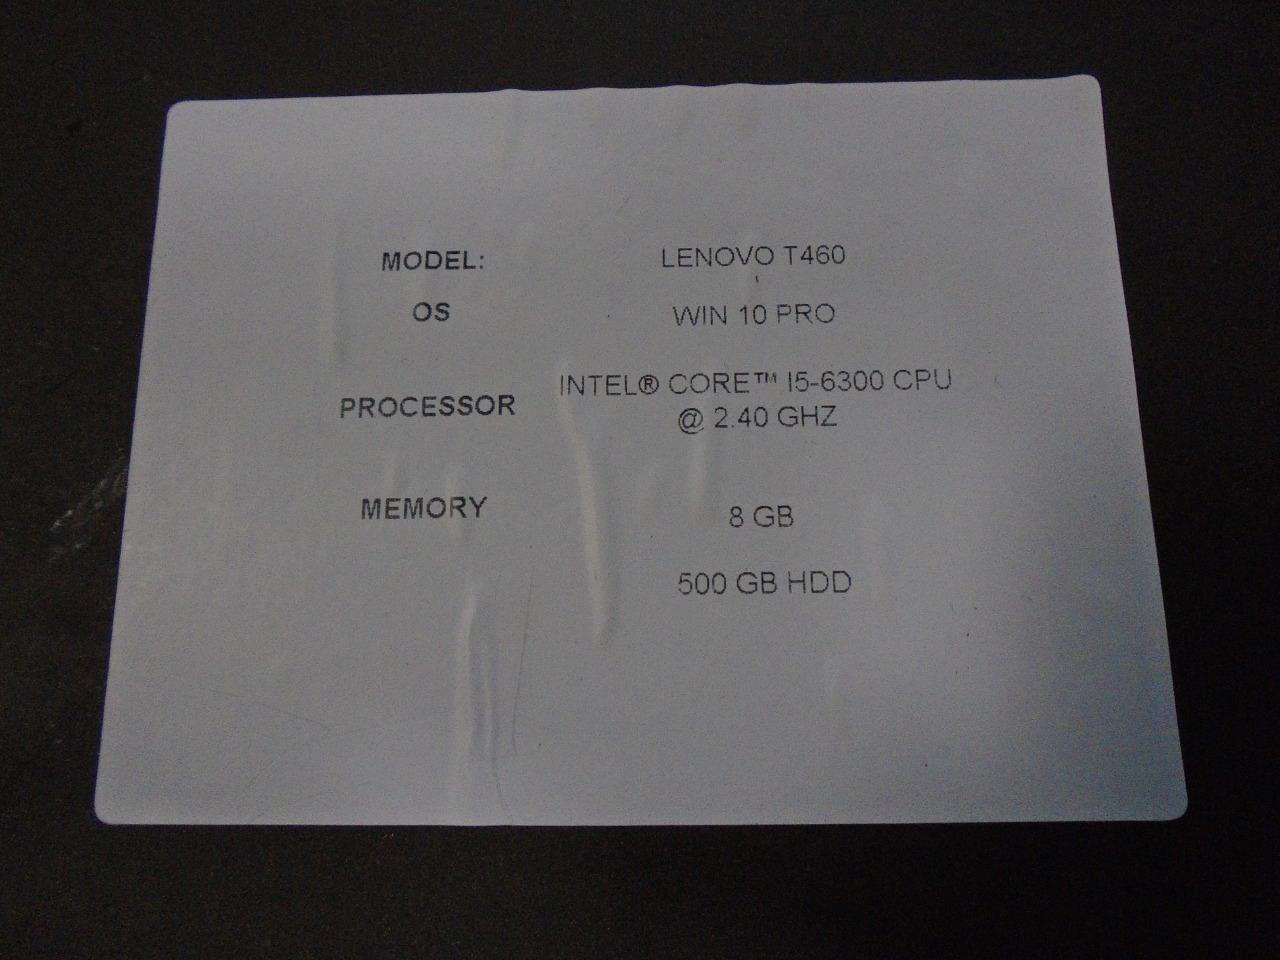 MODEL: LENOVO T460
OS WIN 10 PRO
PROCESSOR INTEL® CORE™ I5-6300 CPU
@ 2.40 GHZ
MEMORY 8 GB
500 GB HDD